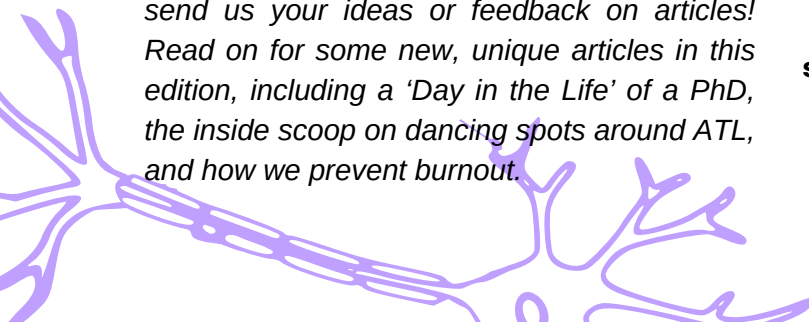 send us your ideas or feedback on articles!
Read on for some new, unique articles in this
edition, including a ‘Day in the Life’ of a PhD,
the inside scoop on dancing spots around ATL,
and how we prevent burnout.